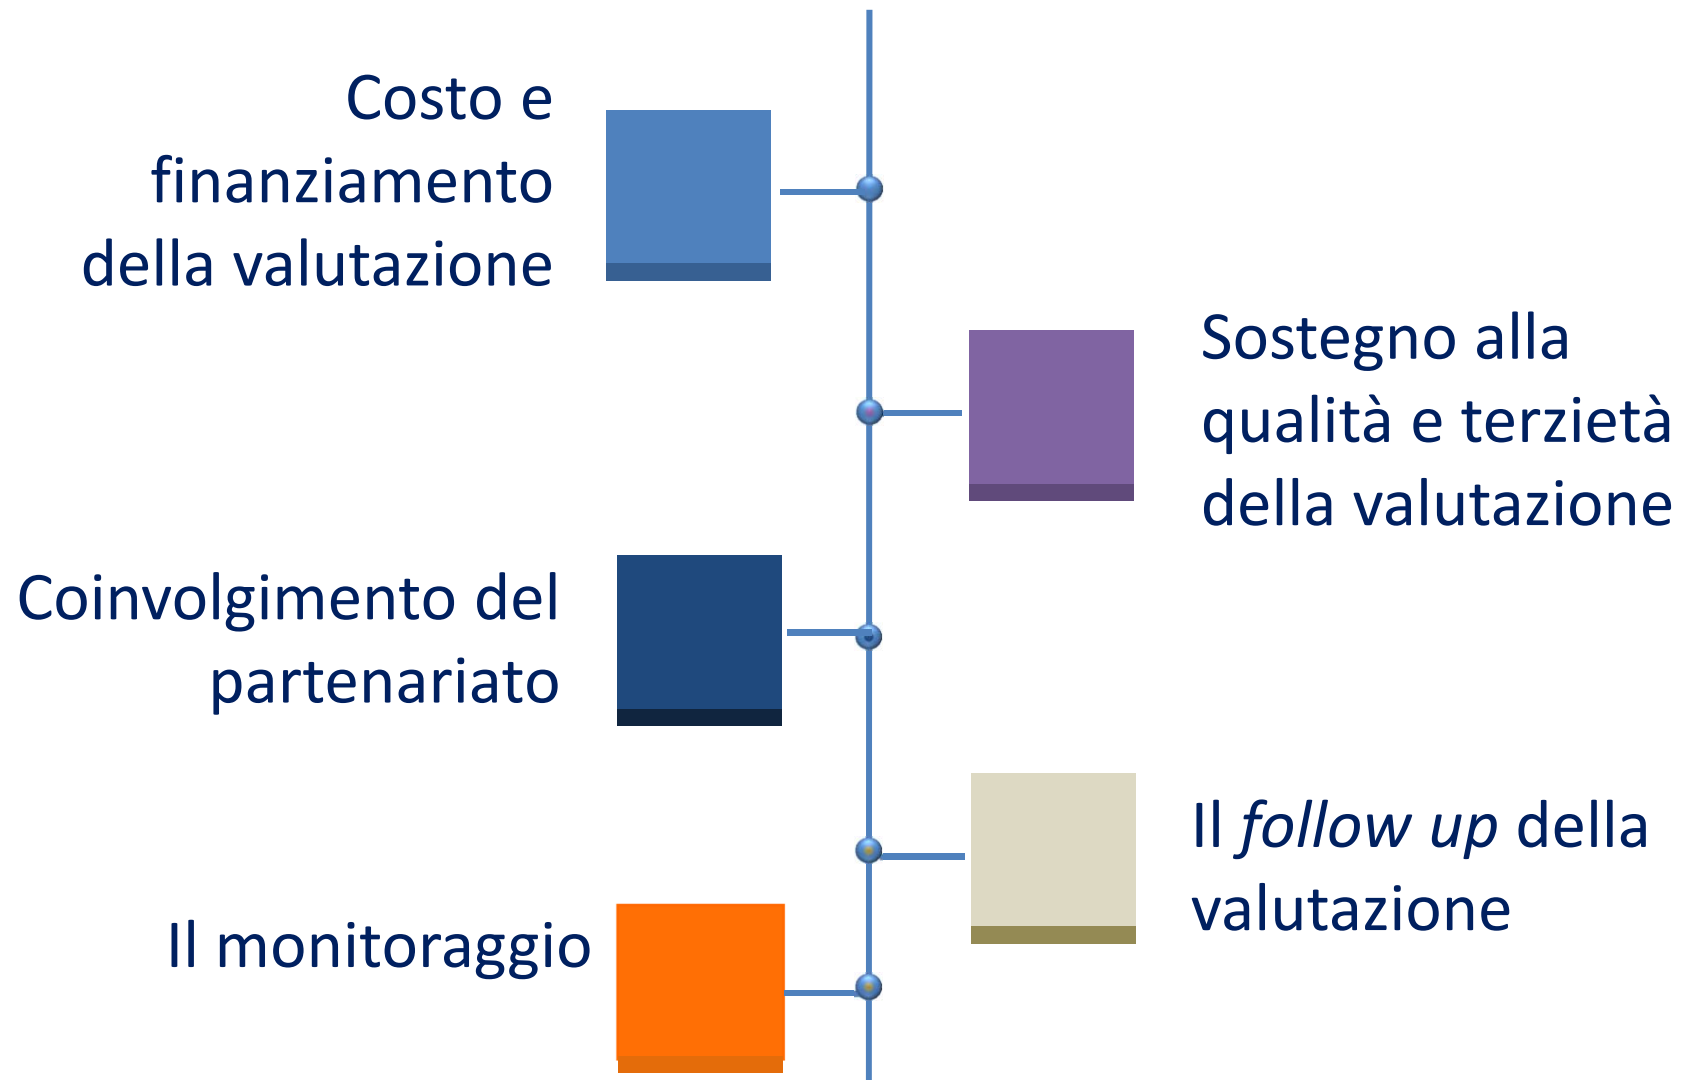 Costo e
finanziamento
della valutazione
Sostegno alla
qualità e terzietà
della valutazione
Coinvolgimento del
partenariato
Il follow up della
valutazione
Il monitoraggio